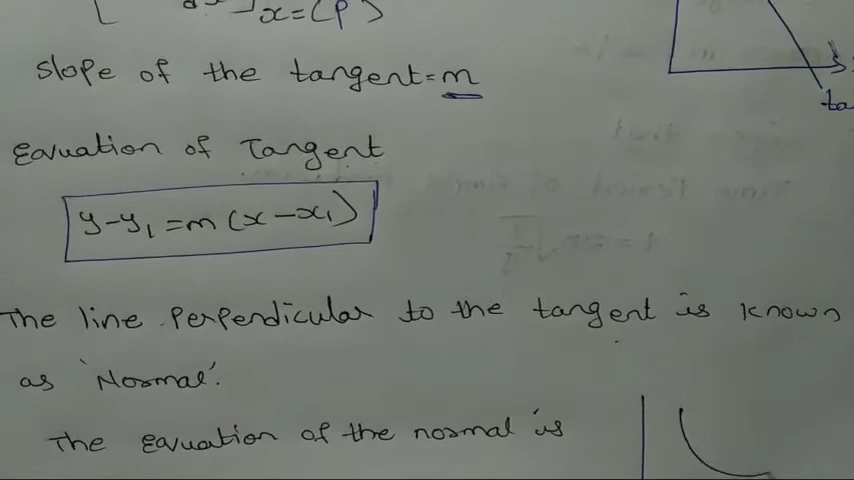 x=(p)
slope of the tangent=m
Equation of Tangent
y-y₁=m(x-x₁)
The line perpendicular to the tangent is known
as 'Normal'.
The equation of the normal is